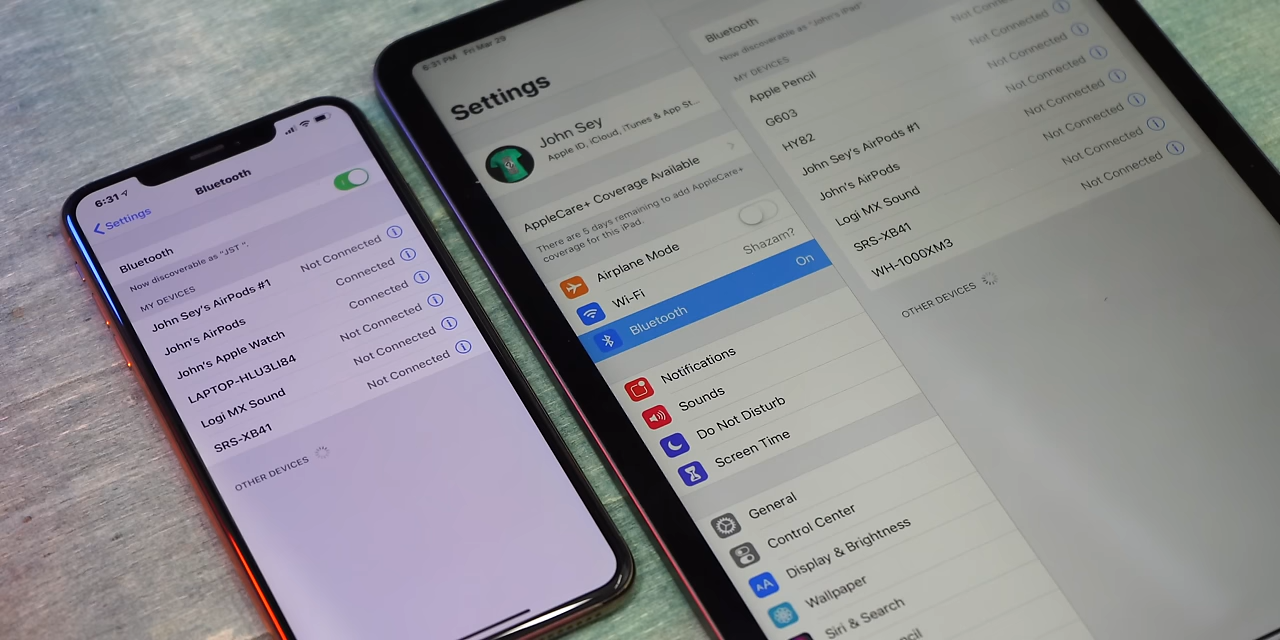 6:31
Settings
Bluetooth
Bluetooth
Now discoverable as "JST".
MY DEVICES
John Sey's AirPods #1 Not Connected
John's AirPods Connected
John's Apple Watch Connected
LAPTOP-HLU3LI84 Not Connected
Logi MX Sound Not Connected
SRS-XB41 Not Connected
OTHER DEVICES
6:31 PM Fri Mar 29
Settings
John Sey
Apple ID, iCloud, iTunes & App St...
AppleCare+ Coverage Available
There are 5 days remaining to add AppleCare+
coverage for this iPad.
Airplane Mode
Wi-Fi Shazam?
Bluetooth On
Notifications
Sounds
Do Not Disturb
Screen Time
General
Control Center
Display & Brightness
AA
Wallpaper
Siri & Search
Bluetooth
Now discoverable as "John's iPad".
MY DEVICES
Apple Pencil Not Connected
G603 Not Connected
HY82 Not Connected
John Sey's AirPods #1 Not Connected
John's AirPods Not Connected
Logi MX Sound Not Connected
SRS-XB41 Not Connected
WH-1000XM3 Not Connected
OTHER DEVICES